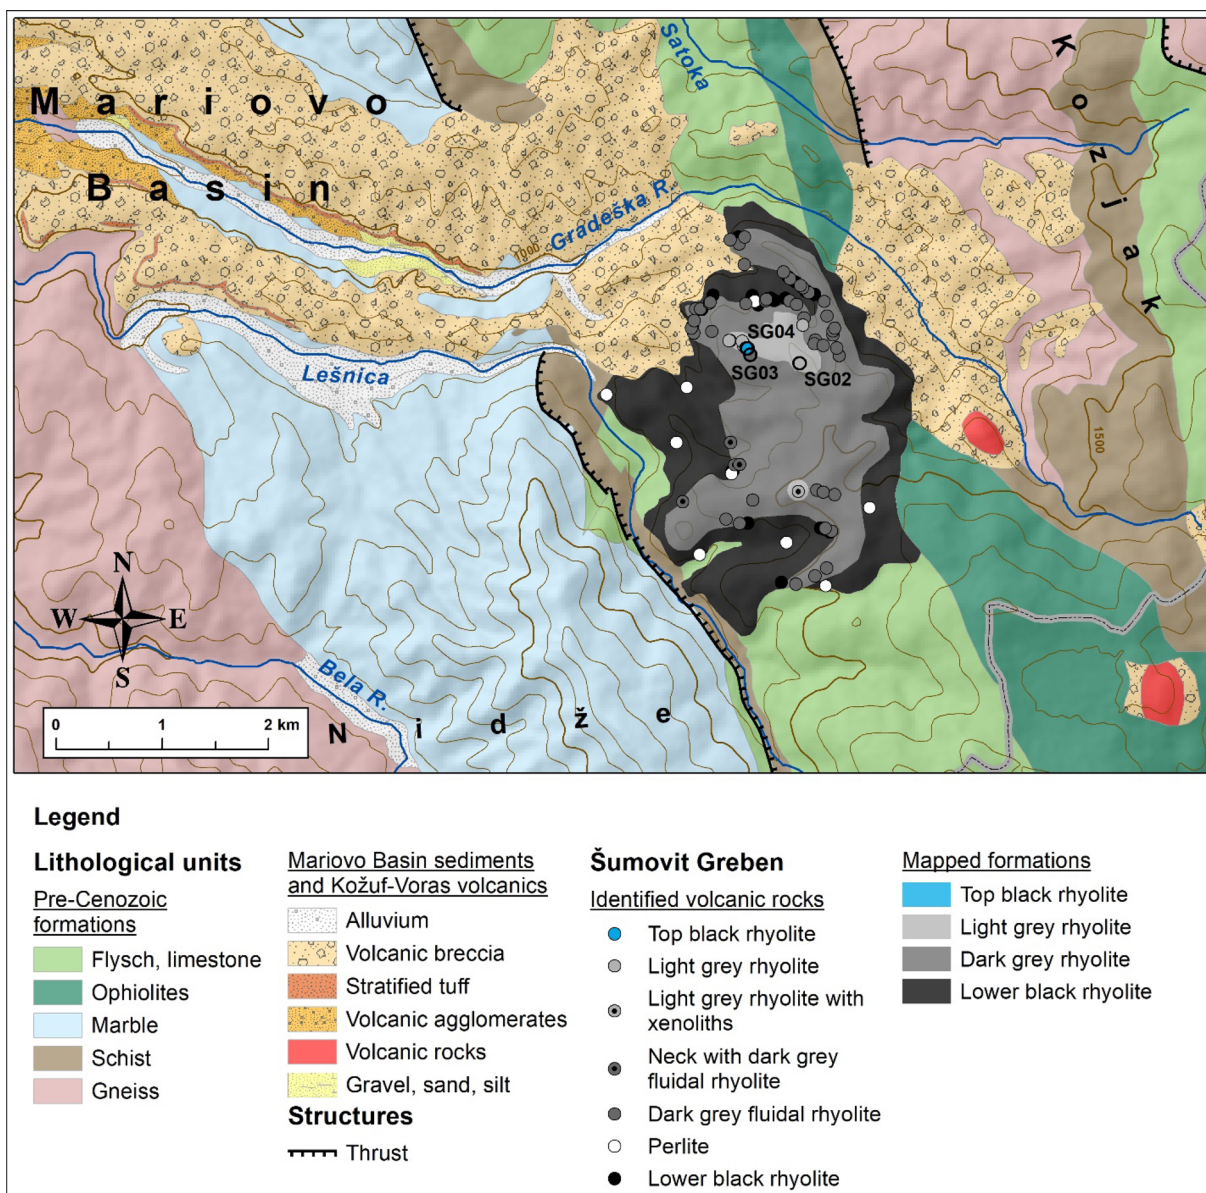 Mariovo
Basin
Satoka
Kozjak
Gradeška R.
1000
SG04
SG03
SG02
Lešnica
1500
N
W E
S
Bela R.
Nidže
0 1 2 km
Legend
Lithological units
Pre-Cenozoic
formations
Flysch, limestone
Ophiolites
Marble
Schist
Gneiss
Mariovo Basin sediments
and Kožuf-Voras volcanics
Alluvium
Volcanic breccia
Stratified tuff
Volcanic agglomerates
Volcanic rocks
Gravel, sand, silt
Structures
Thrust
Šumovit Greben
Identified volcanic rocks
Top black rhyolite
Light grey rhyolite
Light grey rhyolite with
xenoliths
Neck with dark grey
fluidal rhyolite
Dark grey fluidal rhyolite
Perlite
Lower black rhyolite
Mapped formations
Top black rhyolite
Light grey rhyolite
Dark grey rhyolite
Lower black rhyolite